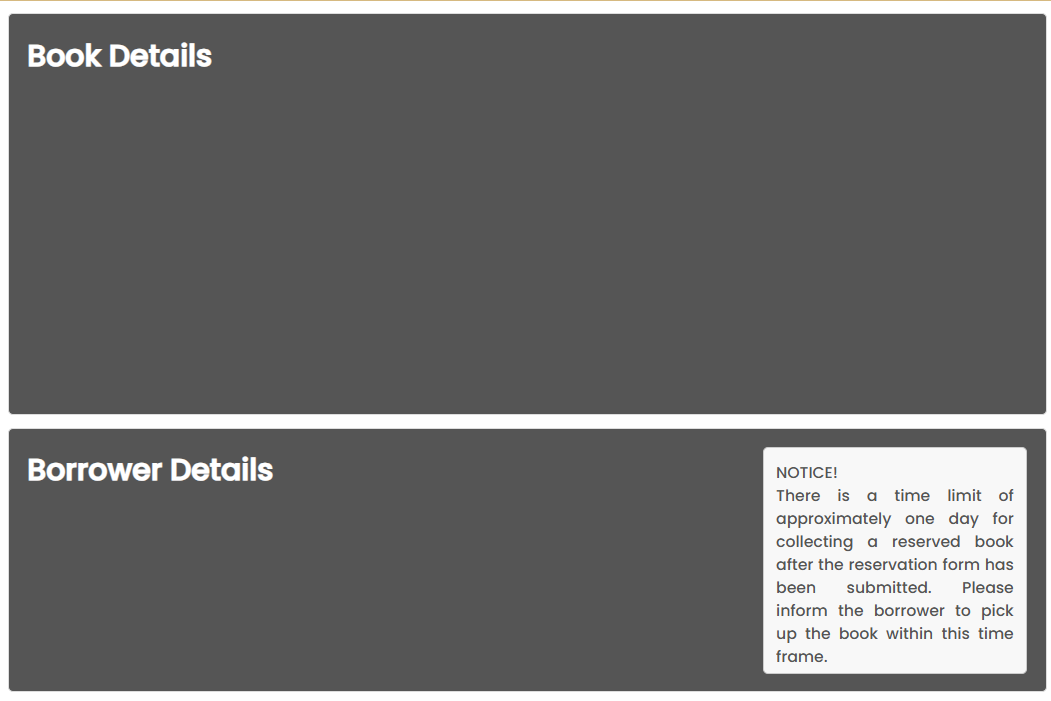 Book Details
Borrower Details
NOTICE!
There is a time limit of
approximately one day for
collecting a reserved book
after the reservation form has
been submitted. Please
inform the borrower to pick
up the book within this time
frame.